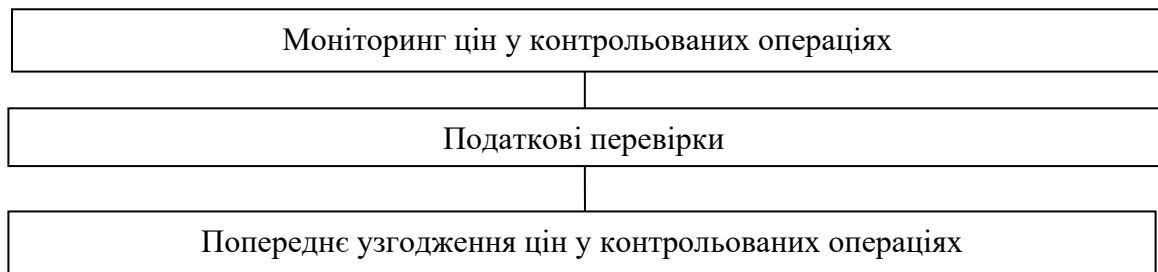 Моніторинг цін у контрольованих операціях
Податкові перевірки
Попереднє узгодження цін у контрольованих операціях